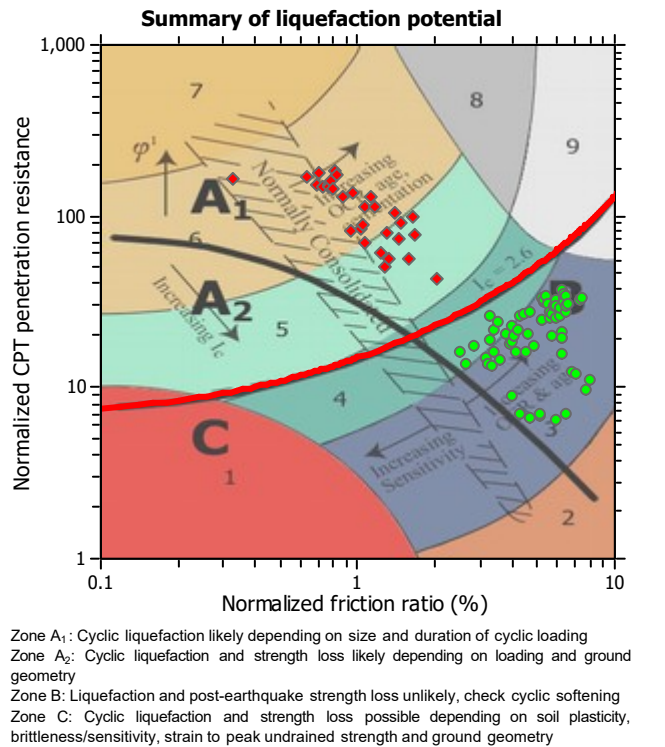 Summary of liquefaction potential
1,000
100
10
1
Normalized CPT penetration resistance
7
8
9
φ'
A1
Increasing
OCR, age,
cementation
Normally Consolidated
6
A2
Increasing Ic
5
Ic = 2.6
B
4
C
1
Increasing
Sensitivity
Increasing
OCR & age
3
2
0.1
1
10
Normalized friction ratio (%)
Zone A1: Cyclic liquefaction likely depending on size and duration of cyclic loading
Zone A2: Cyclic liquefaction and strength loss likely depending on loading and ground
geometry
Zone B: Liquefaction and post-earthquake strength loss unlikely, check cyclic softening
Zone C: Cyclic liquefaction and strength loss possible depending on soil plasticity,
brittleness/sensitivity, strain to peak undrained strength and ground geometry